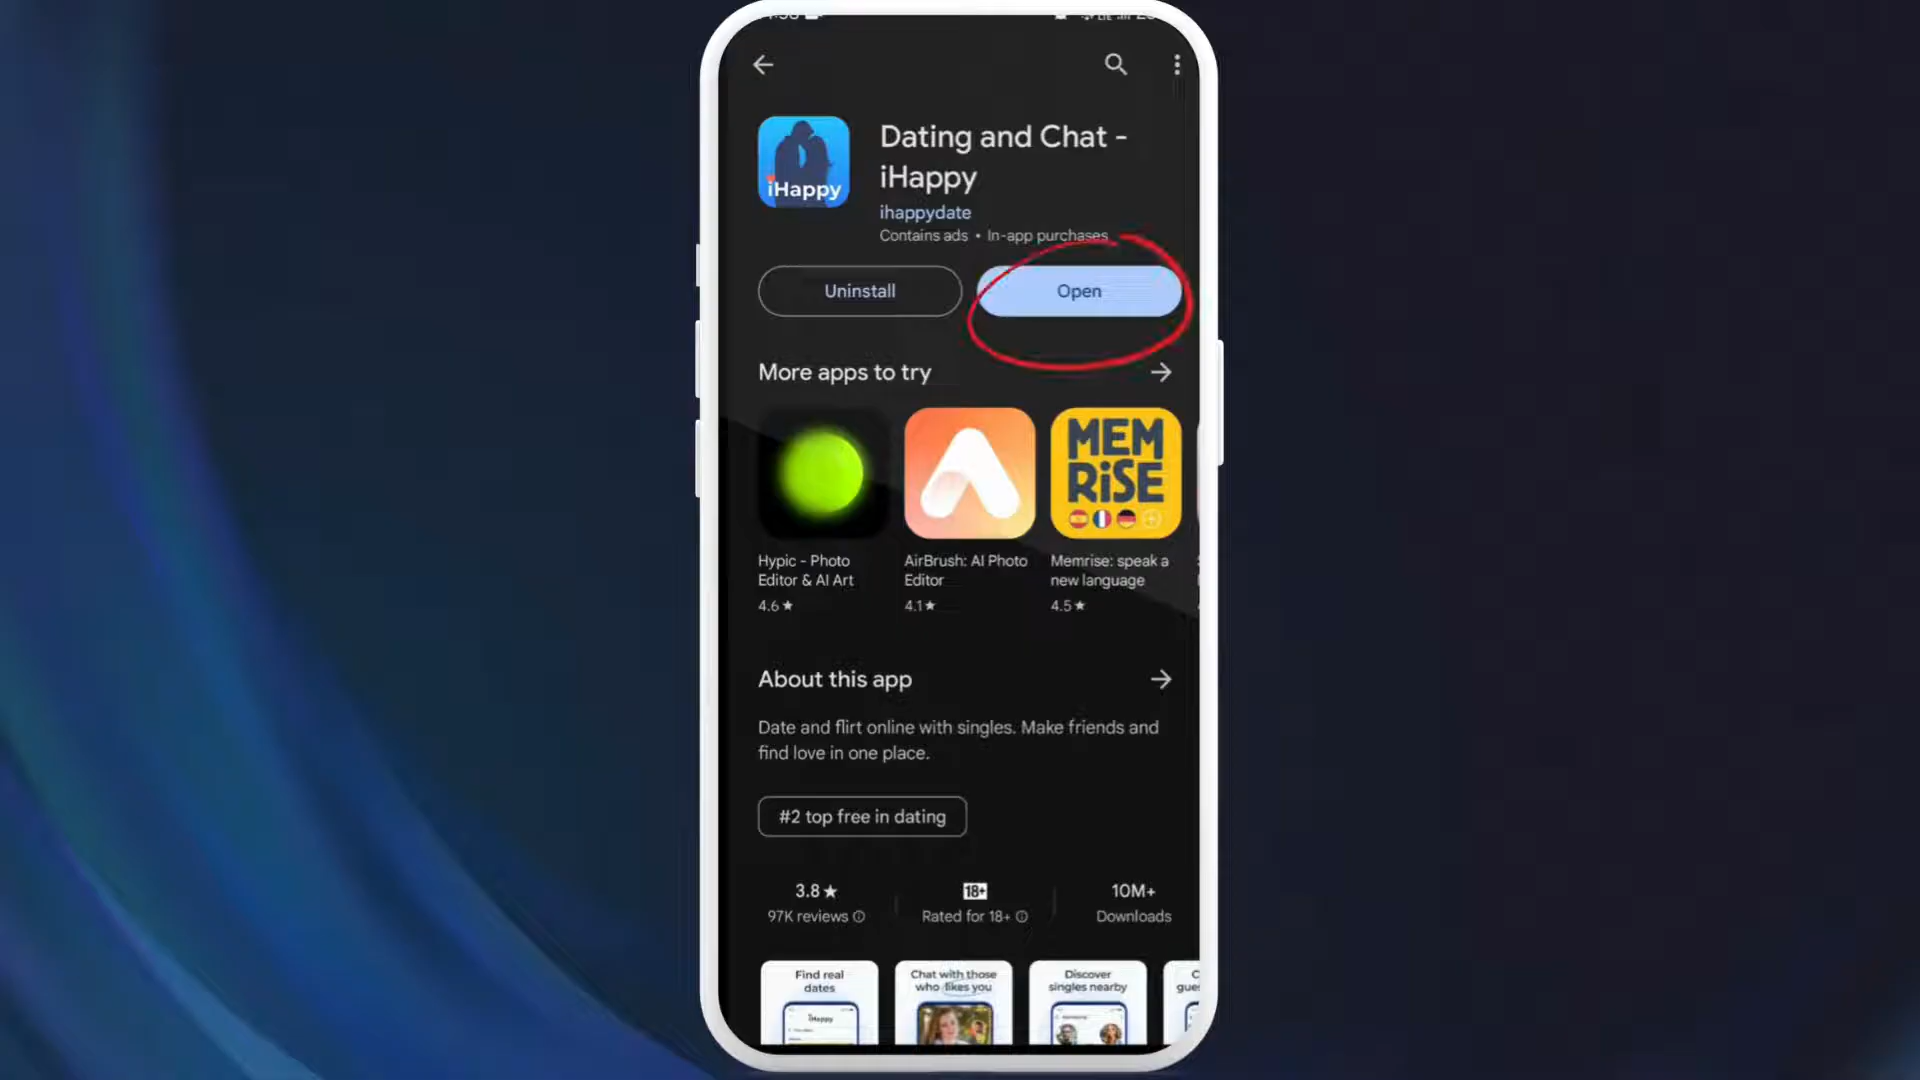 Dating and Chat -
iHappy
iHappy
ihappydate
Contains ads • In-app purchases
Uninstall
Open
More apps to try
MEM
RiSE
Hypic - Photo
Editor & AI Art
4.6★
AirBrush: AI Photo
Editor
4.1★
Memrise: speak a
new language
4.5★
About this app
Date and flirt online with singles. Make friends and
find love in one place.
#2 top free in dating
3.8★
97K reviews
18+
Rated for 18+
10M+
Downloads
Find real
dates
iHappy
Chat with those
who likes you
Discover
singles nearby